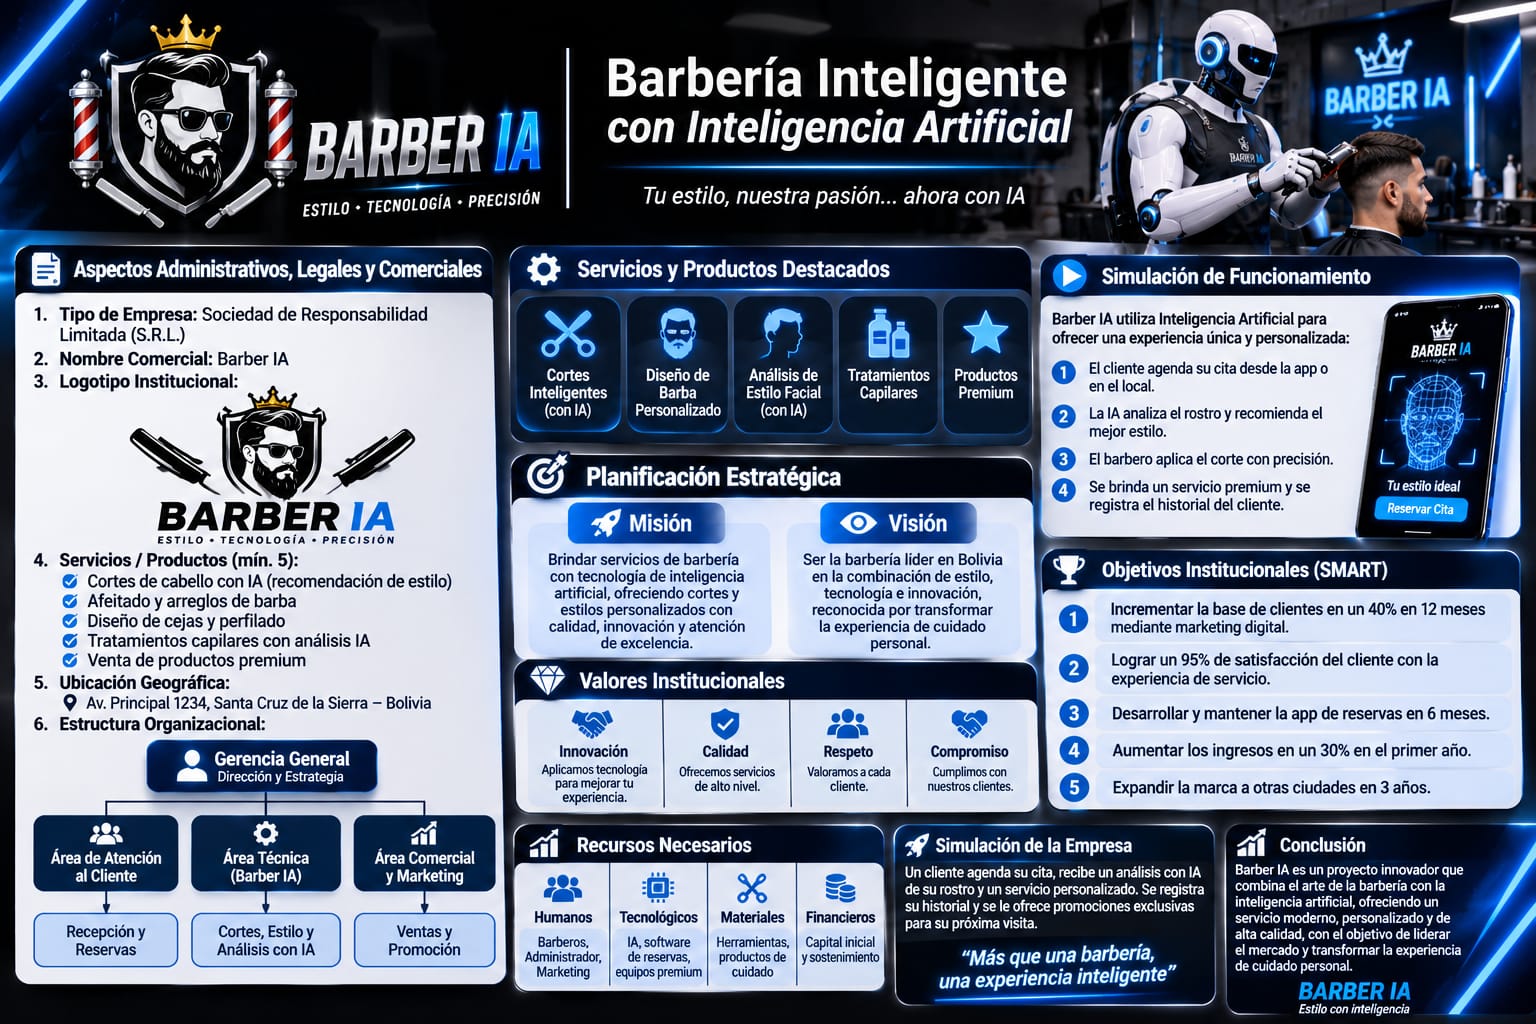 BARBER IA
ESTILO • TECNOLOGÍA • PRECISIÓN
Barbería Inteligente
con Inteligencia Artificial
Tu estilo, nuestra pasión... ahora con IA
BARBER IA
BARBER IA
Aspectos Administrativos, Legales y Comerciales
1. Tipo de Empresa: Sociedad de Responsabilidad
Limitada (S.R.L.)
2. Nombre Comercial: Barber IA
3. Logotipo Institucional:
BARBER IA
ESTILO • TECNOLOGÍA • PRECISIÓN
4. Servicios / Productos (mín. 5):
Cortes de cabello con IA (recomendación de estilo)
Afeitado y arreglos de barba
Diseño de cejas y perfilado
Tratamientos capilares con análisis IA
Venta de productos premium
5. Ubicación Geográfica:
Av. Principal 1234, Santa Cruz de la Sierra – Bolivia
6. Estructura Organizacional:
Gerencia General
Dirección y Estrategia
Área de Atención
al Cliente
Área Técnica
(Barber IA)
Área Comercial
y Marketing
Recepción y
Reservas
Cortes, Estilo y
Análisis con IA
Ventas y
Promoción
Servicios y Productos Destacados
Cortes
Inteligentes
(con IA)
Diseño de
Barba
Personalizado
Análisis de
Estilo Facial
(con IA)
Tratamientos
Capilares
Productos
Premium
Planificación Estratégica
Misión
Brindar servicios de barbería
con tecnología de inteligencia
artificial, ofreciendo cortes y
estilos personalizados con
calidad, innovación y atención
de excelencia.
Visión
Ser la barbería líder en Bolivia
en la combinación de estilo,
tecnología e innovación,
reconocida por transformar
la experiencia de cuidado
personal.
Valores Institucionales
Innovación
Aplicamos tecnología
para mejorar tu
experiencia.
Calidad
Ofrecemos servicios
de alto nivel.
Respeto
Valoramos a cada
cliente.
Compromiso
Cumplimos con
nuestros clientes.
Recursos Necesarios
Humanos
Barberos,
Administrador,
Marketing
Tecnológicos
IA, software
de reservas,
equipos premium
Materiales
Herramientas,
productos de
cuidado
Financieros
Capital inicial
y sostenimiento
Simulación de Funcionamiento
Barber IA utiliza Inteligencia Artificial para
ofrecer una experiencia única y personalizada:
1 El cliente agenda su cita desde la app o
en el local.
2 La IA analiza el rostro y recomienda el
mejor estilo.
3 El barbero aplica el corte con precisión.
4 Se brinda un servicio premium y se
registra el historial del cliente.
BARBER IA
Tu estilo ideal
Reservar Cita
Objetivos Institucionales (SMART)
1 Incrementar la base de clientes en un 40% en 12 meses
mediante marketing digital.
2 Lograr un 95% de satisfacción del cliente con la
experiencia de servicio.
3 Desarrollar y mantener la app de reservas en 6 meses.
4 Aumentar los ingresos en un 30% en el primer año.
5 Expandir la marca a otras ciudades en 3 años.
Simulación de la Empresa
Un cliente agenda su cita, recibe un análisis con IA
de su rostro y un servicio personalizado. Se registra
su historial y se le ofrece promociones exclusivas
para su próxima visita.
“Más que una barbería,
una experiencia inteligente”
Conclusión
Barber IA es un proyecto innovador que
combina el arte de la barbería con la
inteligencia artificial, ofreciendo un
servicio moderno, personalizado y de
alta calidad, con el objetivo de liderar
el mercado y transformar la experiencia
de cuidado personal.
BARBER IA
Estilo con inteligencia